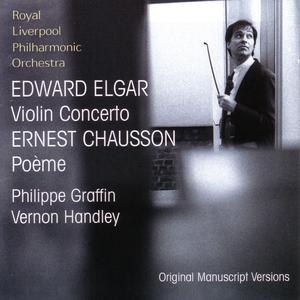 Royal
Liverpool
Philharmonic
Orchestra
EDWARD ELGAR
Violin Concerto
ERNEST CHAUSSON
Poème
Philippe Graffin
Vernon Handley
Original Manuscript Versions